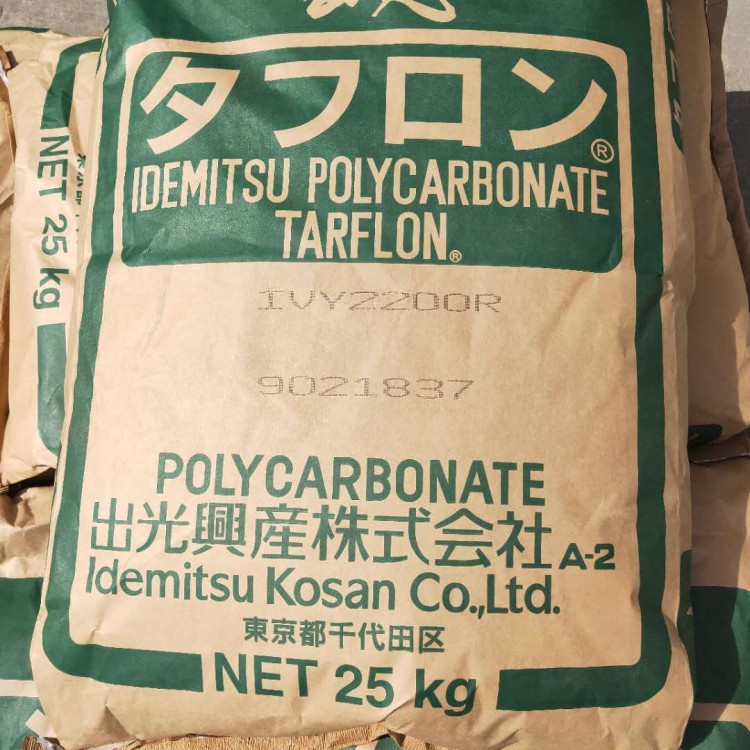 タフロン®
IDEMITSU POLYCARBONATE
TARFLON®
IVY2200R
9021837
POLYCARBONATE
出光興産株式会社 A-2
Idemitsu Kosan Co.,Ltd.
東京都千代田区
NET 25 kg
NET 25 kg